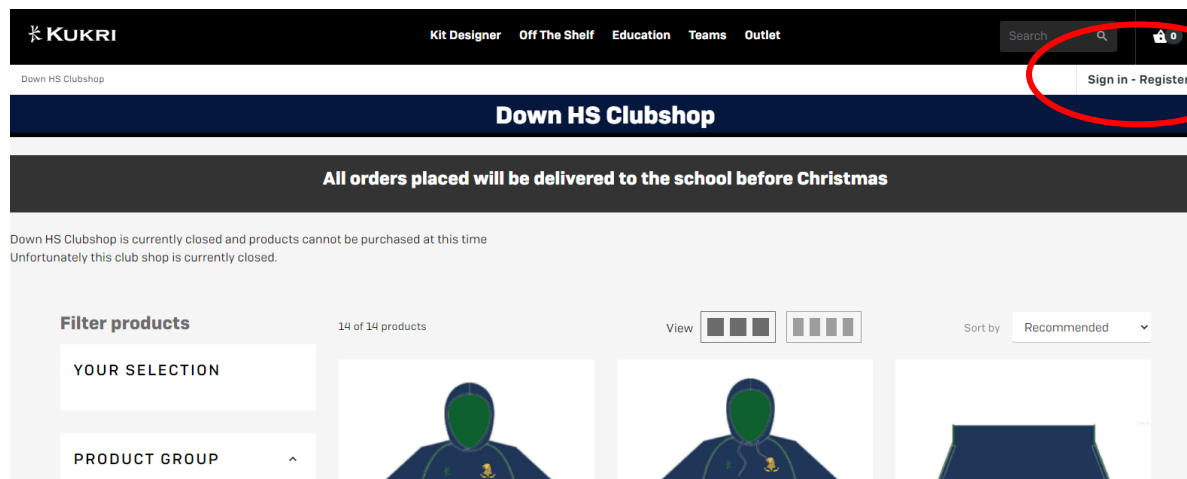 KUKRI
Kit Designer Off The Shelf Education Teams Outlet
Search
0
Down HS Clubshop
Sign in - Register
Down HS Clubshop
All orders placed will be delivered to the school before Christmas
Down HS Clubshop is currently closed and products cannot be purchased at this time
Unfortunately this club shop is currently closed.
Filter products
14 of 14 products
View
Sort by
Recommended
YOUR SELECTION
PRODUCT GROUP